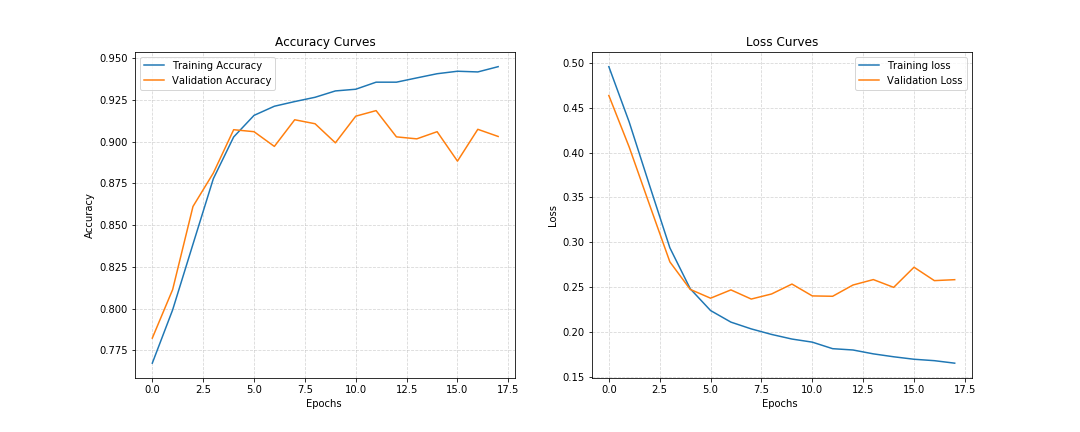 Accuracy Curves
Training Accuracy
Validation Accuracy
0.950
0.925
0.900
0.875
0.850
0.825
0.800
0.775
Accuracy
0.0 2.5 5.0 7.5 10.0 12.5 15.0 17.5
Epochs
Loss Curves
Training loss
Validation Loss
0.50
0.45
0.40
0.35
0.30
0.25
0.20
0.15
Loss
0.0 2.5 5.0 7.5 10.0 12.5 15.0 17.5
Epochs